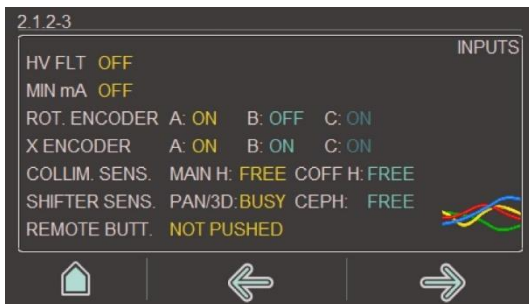 2.1.2-3
INPUTS
HV FLT OFF
MIN mA OFF
ROT. ENCODER A: ON B: OFF C: ON
X ENCODER A: ON B: ON C: ON
COLLIM. SENS. MAIN H: FREE COFF H: FREE
SHIFTER SENS. PAN/3D: BUSY CEPH: FREE
REMOTE BUTT. NOT PUSHED